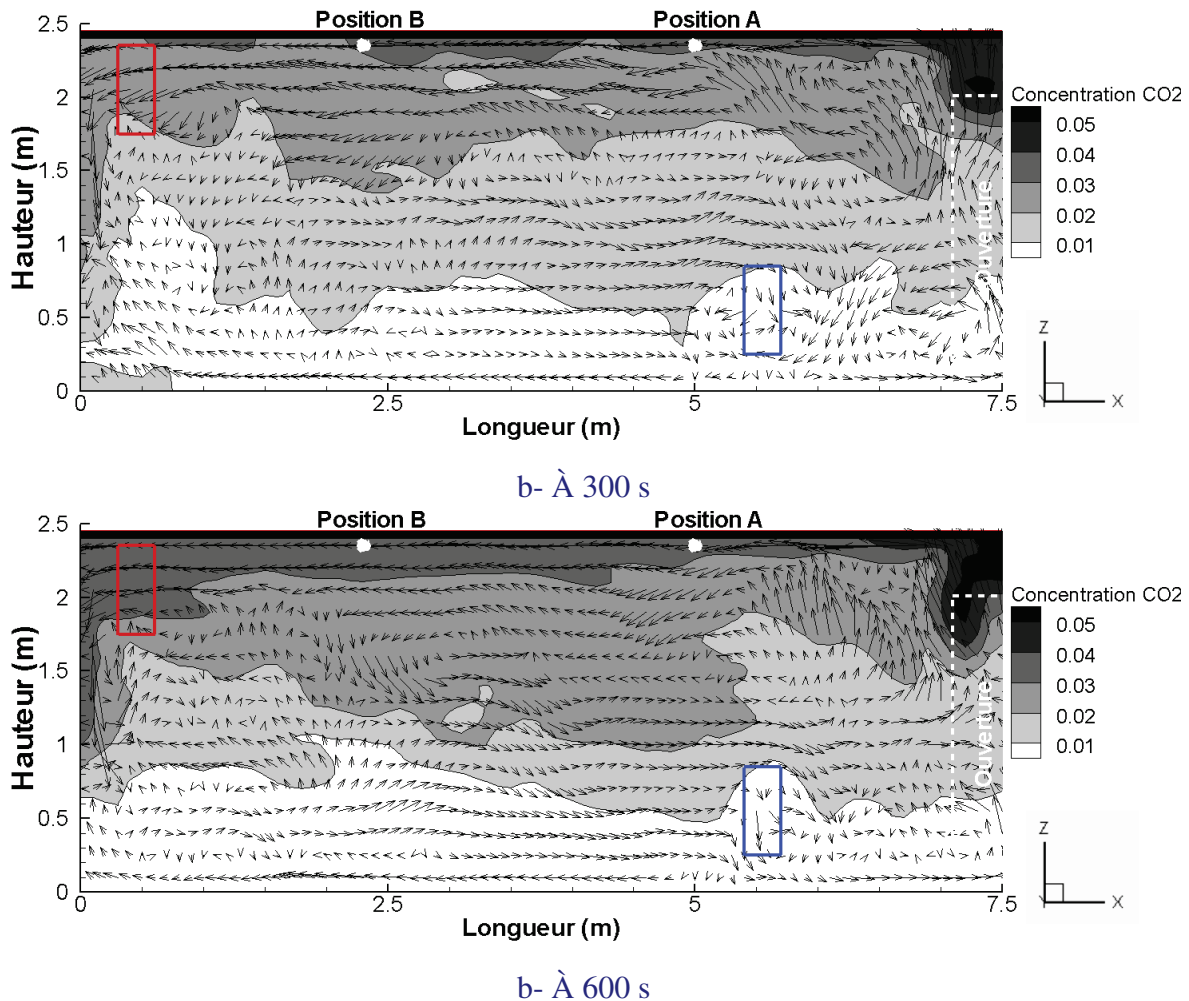 Position B Position A
2.5
2
1.5
1
0.5
0
Hauteur (m)
0 2.5 5 7.5
Longueur (m)
Ouverture
Concentration CO2
0.05
0.04
0.03
0.02
0.01
Z
Y X
b- À 300 s
Position B Position A
2.5
2
1.5
1
0.5
0
Hauteur (m)
0 2.5 5 7.5
Longueur (m)
Ouverture
Concentration CO2
0.05
0.04
0.03
0.02
0.01
Z
Y X
b- À 600 s